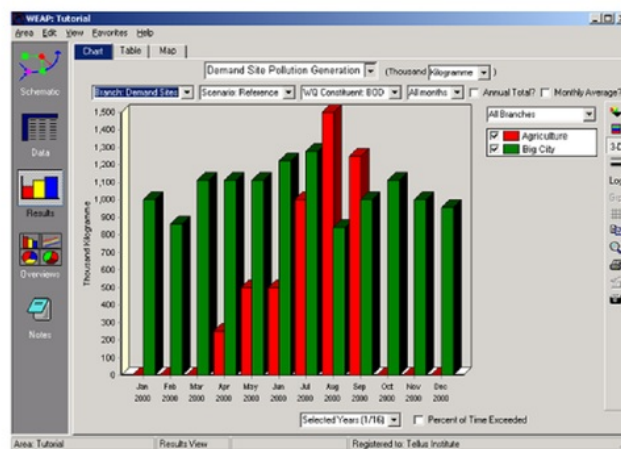 WEAP: Tutorial
Area Edit View Favorites Help
Chart Table Map
Demand Site Pollution Generation (Thousand Kilogramme )
Branch: Demand Sites Scenario: Reference WQ Constituent: BOD All months Annual Total? Monthly Average?
Schematic
Data
Results
Overviews
Notes
All Branches
Agriculture
Big City
3-D
Log
Thousand Kilogramme
1,500
1,400
1,300
1,200
1,100
1,000
900
800
700
600
500
400
300
200
100
0
Jan Feb Mar Apr May Jun Jul Aug Sep Oct Nov Dec
2000 2000 2000 2000 2000 2000 2000 2000 2000 2000 2000 2000
Selected Years (1/16) Percent of Time Exceeded
Area: Tutorial Results View Registered to: Tellus Institute